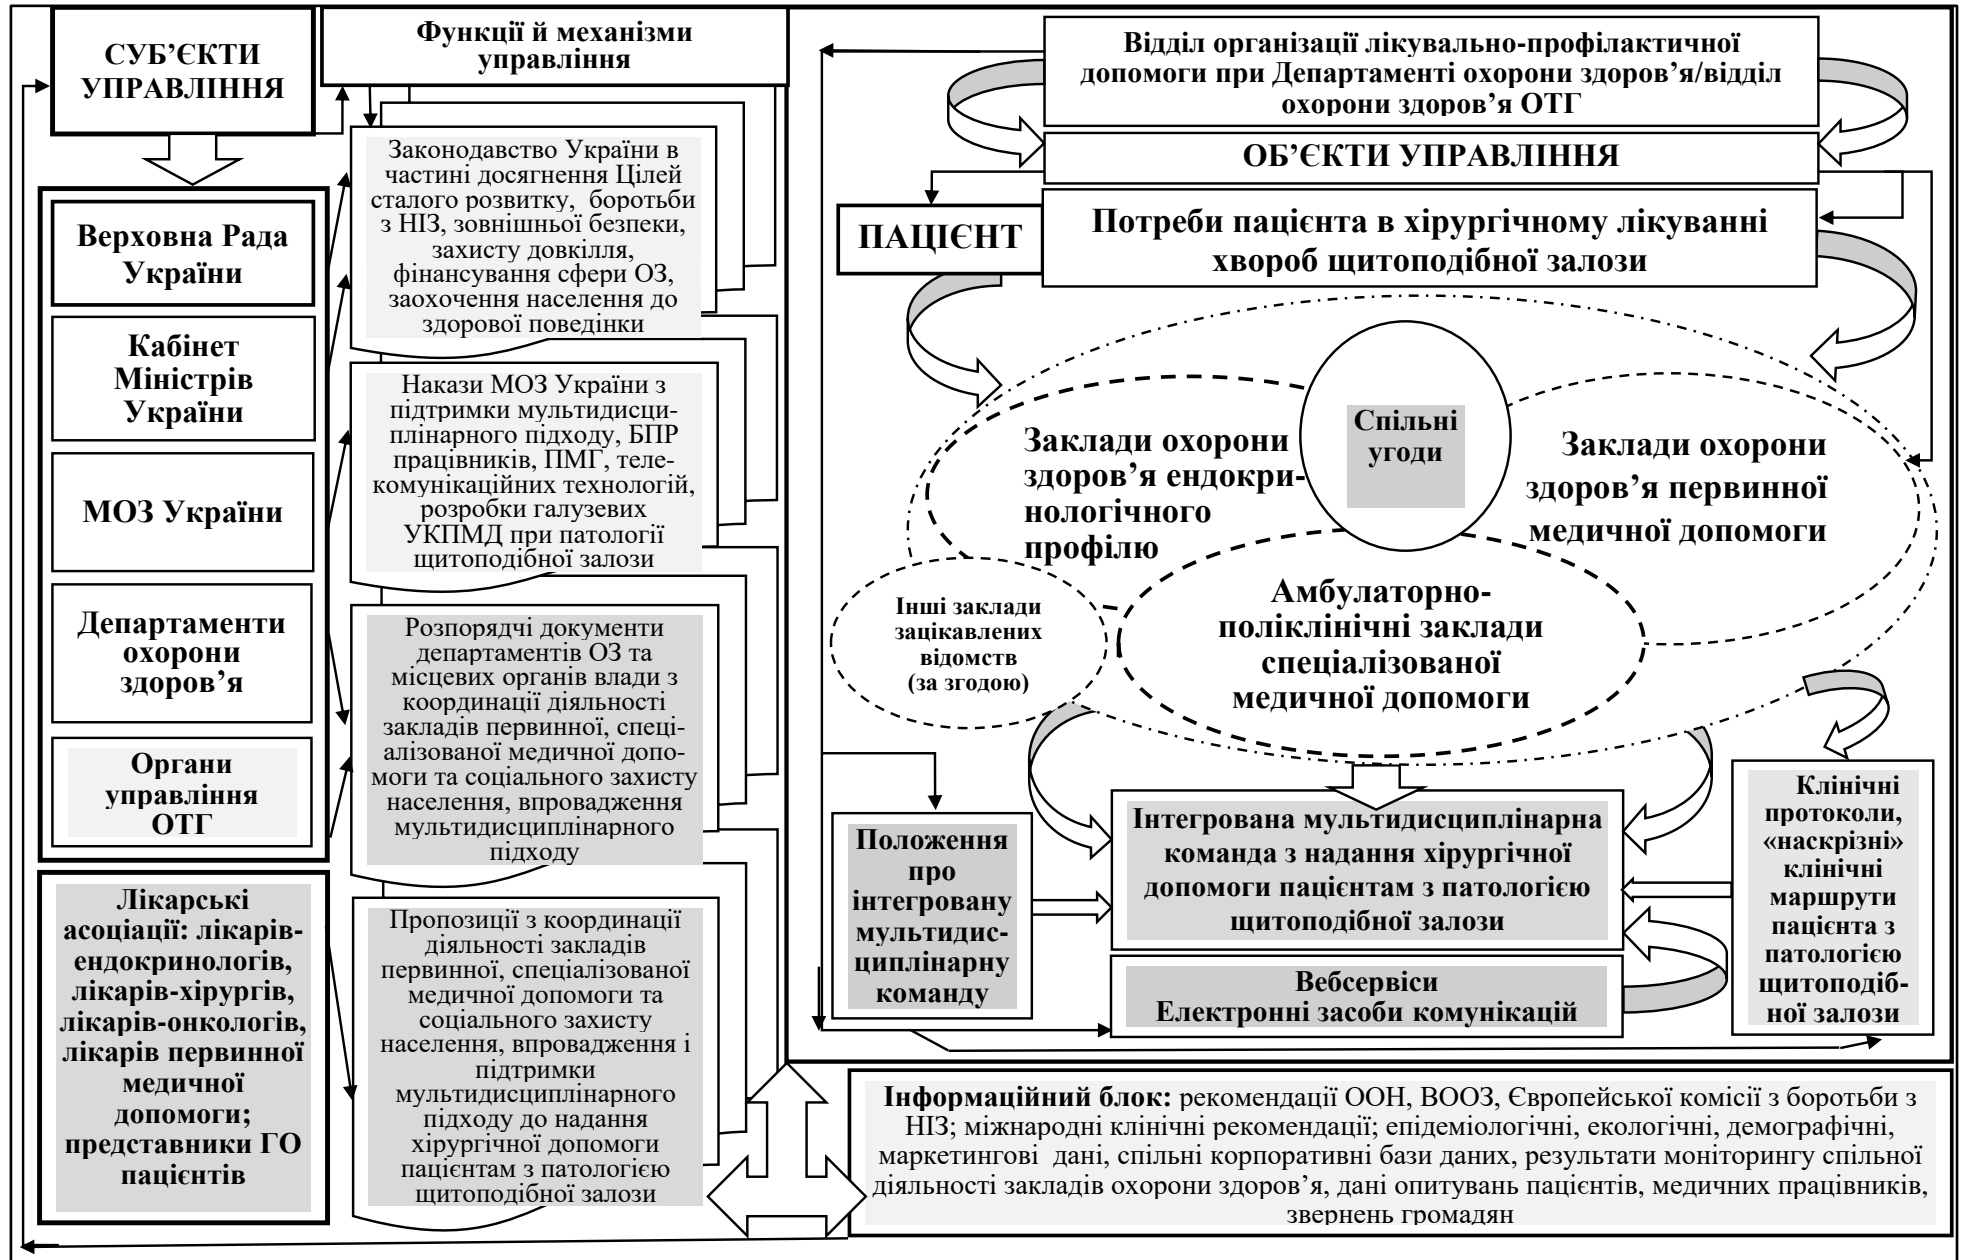 СУБ’ЄКТИ
УПРАВЛІННЯ
Верховна Рада
України
Кабінет
Міністрів
України
МОЗ України
Департаменти
охорони
здоров’я
Органи
управління
ОТГ
Лікарські
асоціації: лікарів-
ендокринологів,
лікарів-хірургів,
лікарів-онкологів,
лікарів первинної
медичної
допомоги;
представники ГО
пацієнтів
Функції й механізми
управління
Законодавство України в
частині досягнення Цілей
сталого розвитку, боротьби
з НІЗ, зовнішньої безпеки,
захисту довкілля,
фінансування сфери ОЗ,
заохочення населення до
здорової поведінки
Накази МОЗ України з
підтримки мультидисци-
плінарного підходу, БПР
працівників, ПМГ, теле-
комунікаційних технологій,
розробки галузевих
УКПМД при патології
щитоподібної залози
Розпорядчі документи
департаментів ОЗ та
місцевих органів влади з
координації діяльності
закладів первинної, спеці-
алізованої медичної допо-
моги та соціального захисту
населення, впровадження
мультидисциплінарного
підходу
Пропозиції з координації
діяльності закладів
первинної, спеціалізованої
медичної допомоги та
соціального захисту
населення, впровадження і
підтримки
мультидисциплінарного
підходу до надання
хірургічної допомоги
пацієнтам з патологією
щитоподібної залози
Відділ організації лікувально-профілактичної
допомоги при Департаменті охорони здоров’я/відділ
охорони здоров’я ОТГ
ОБ’ЄКТИ УПРАВЛІННЯ
ПАЦІЄНТ
Потреби пацієнта в хірургічному лікуванні
хвороб щитоподібної залози
Заклади охорони
здоров’я ендокри-
нологічного
профілю
Спільні
угоди
Заклади охорони
здоров’я первинної
медичної допомоги
Інші заклади
зацікавлених
відомств
(за згодою)
Амбулаторно-
поліклінічні заклади
спеціалізованої
медичної допомоги
Положення
про
інтегровану
мультидис-
циплінарну
команду
Інтегрована мультидисциплінарна
команда з надання хірургічної
допомоги пацієнтам з патологією
щитоподібної залози
Вебсервіси
Електронні засоби комунікацій
Клінічні
протоколи,
«наскрізні»
клінічні
маршрути
пацієнта з
патологією
щитоподіб-
ної залози
Інформаційний блок: рекомендації ООН, ВООЗ, Європейської комісії з боротьби з
НІЗ; міжнародні клінічні рекомендації; епідеміологічні, екологічні, демографічні,
маркетингові дані, спільні корпоративні бази даних, результати моніторингу спільної
діяльності закладів охорони здоров’я, дані опитувань пацієнтів, медичних працівників,
звернень громадян